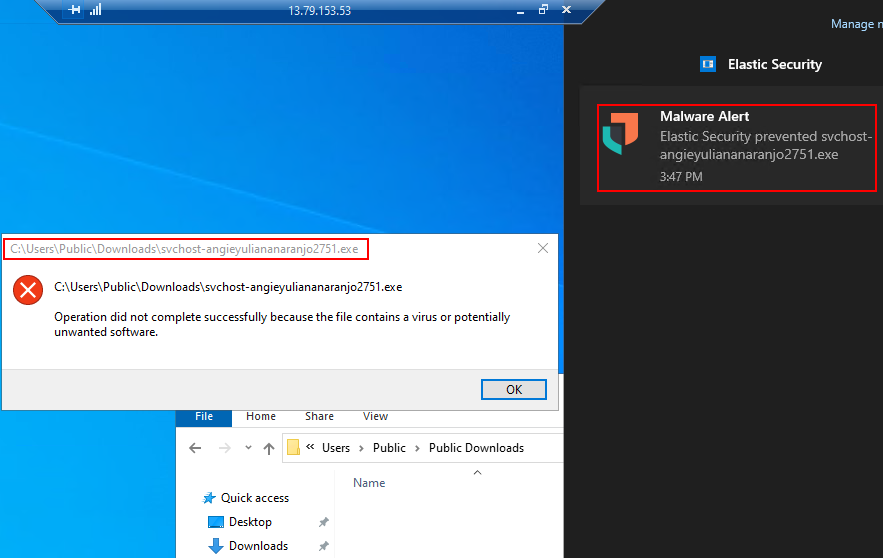 13.79.153.53
Manage n
Elastic Security
Malware Alert
Elastic Security prevented svchost-
angieyuliananaranjo2751.exe
3:47 PM
C:\Users\Public\Downloads\svchost-angieyuliananaranjo2751.exe
C:\Users\Public\Downloads\svchost-angieyuliananaranjo2751.exe
Operation did not complete successfully because the file contains a virus or potentially
unwanted software.
OK
File Home Share View
« Users › Public › Public Downloads
Name
Quick access
Desktop
Downloads